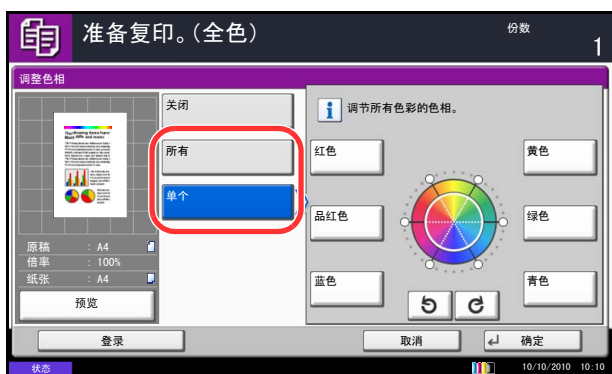 准备复印。(全色)
份数
1
调整色相
关闭
所有
单个
调节所有色彩的色相。
红色
黄色
品红色
绿色
蓝色
青色
原稿 : A4
倍率 : 100%
纸张 : A4
预览
登录
取消
确定
状态
10/10/2010 10:10